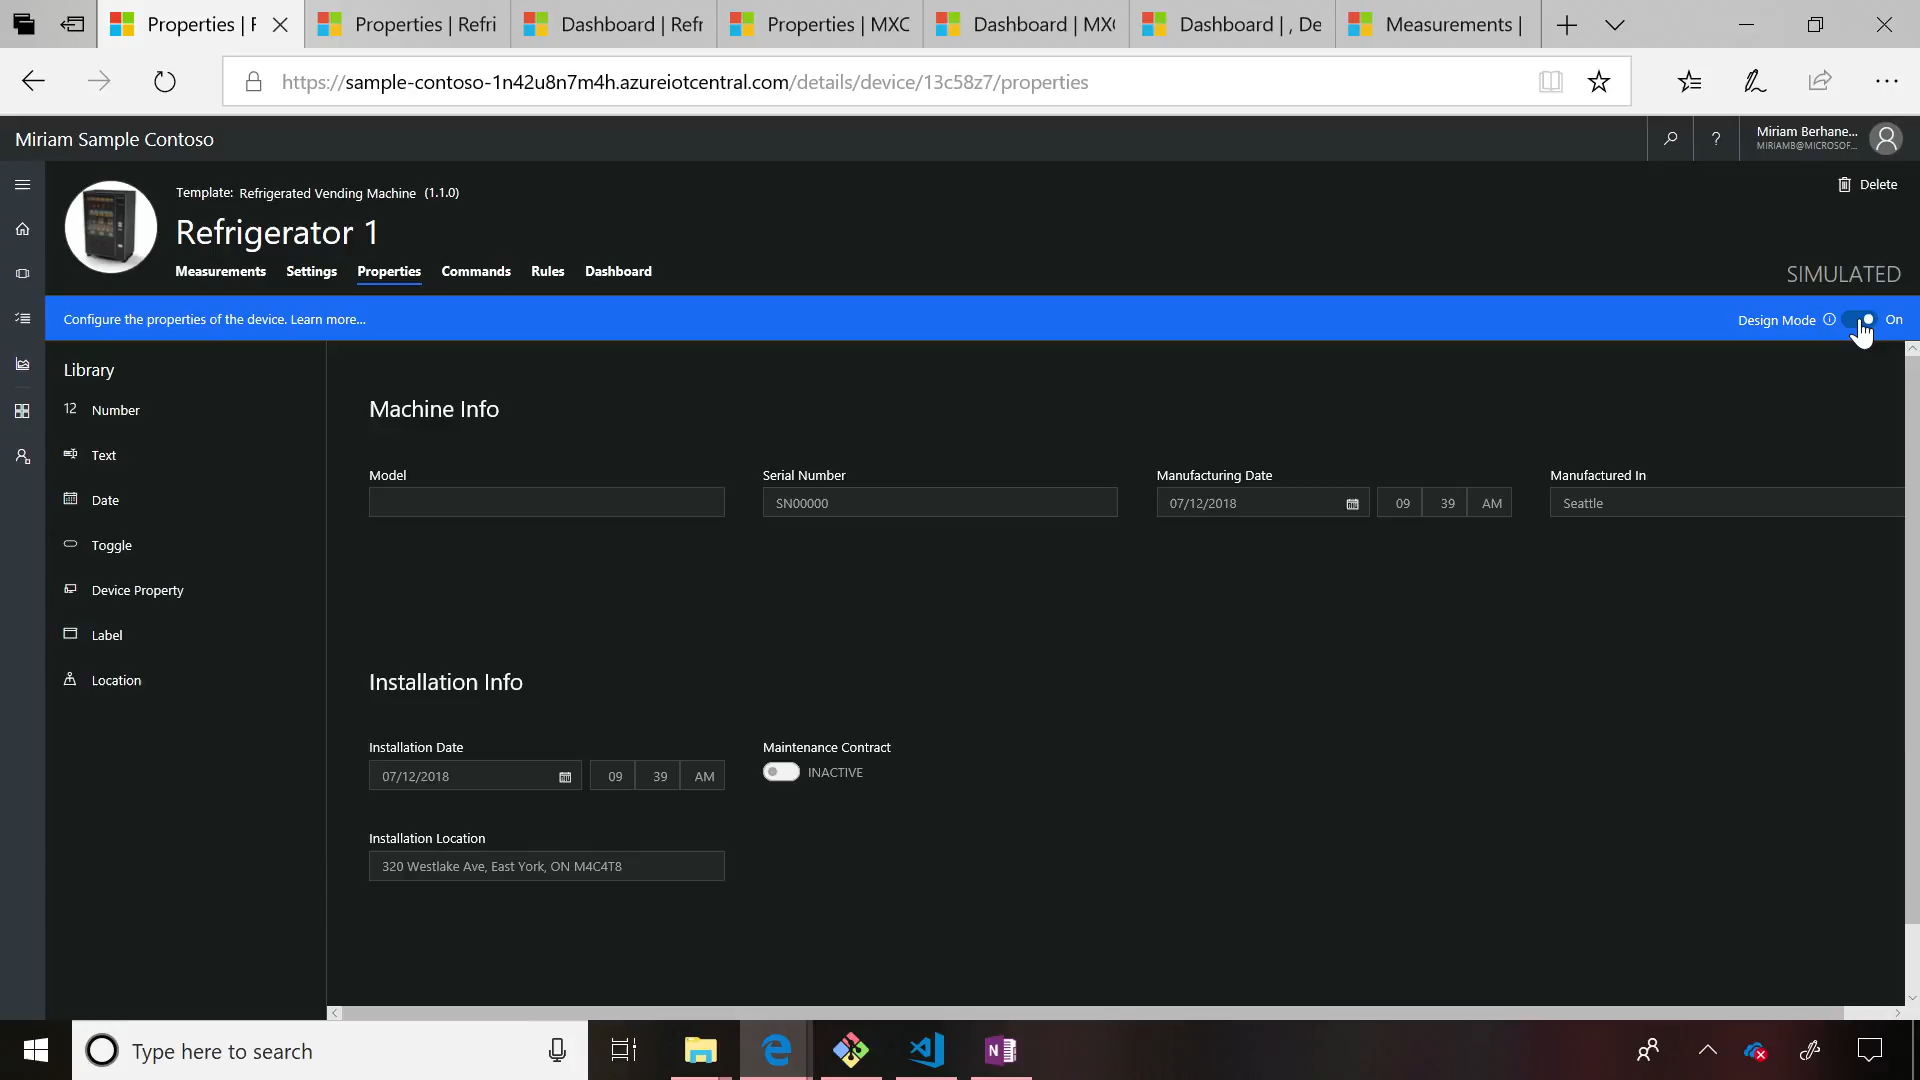 Properties | F
Properties | Refri
Dashboard | Refr
Properties | MXC
Dashboard | MXC
Dashboard | , De
Measurements |
https://sample-contoso-1n42u8n7m4h.azureiotcentral.com/details/device/13c58z7/properties
Miriam Sample Contoso
?
Miriam Berhane...
MIRIAMB@MICROSOF...
Template: Refrigerated Vending Machine (1.1.0)
Delete
Refrigerator 1
Measurements Settings Properties Commands Rules Dashboard
SIMULATED
Configure the properties of the device. Learn more...
Design Mode On
Library
12 Number
Text
Date
Toggle
Device Property
Label
Location
Machine Info
Model Serial Number Manufacturing Date Manufactured In
SN00000 07/12/2018 09 39 AM Seattle
Installation Info
Installation Date Maintenance Contract
07/12/2018 09 39 AM INACTIVE
Installation Location
320 Westlake Ave, East York, ON M4C4T8
Type here to search
N